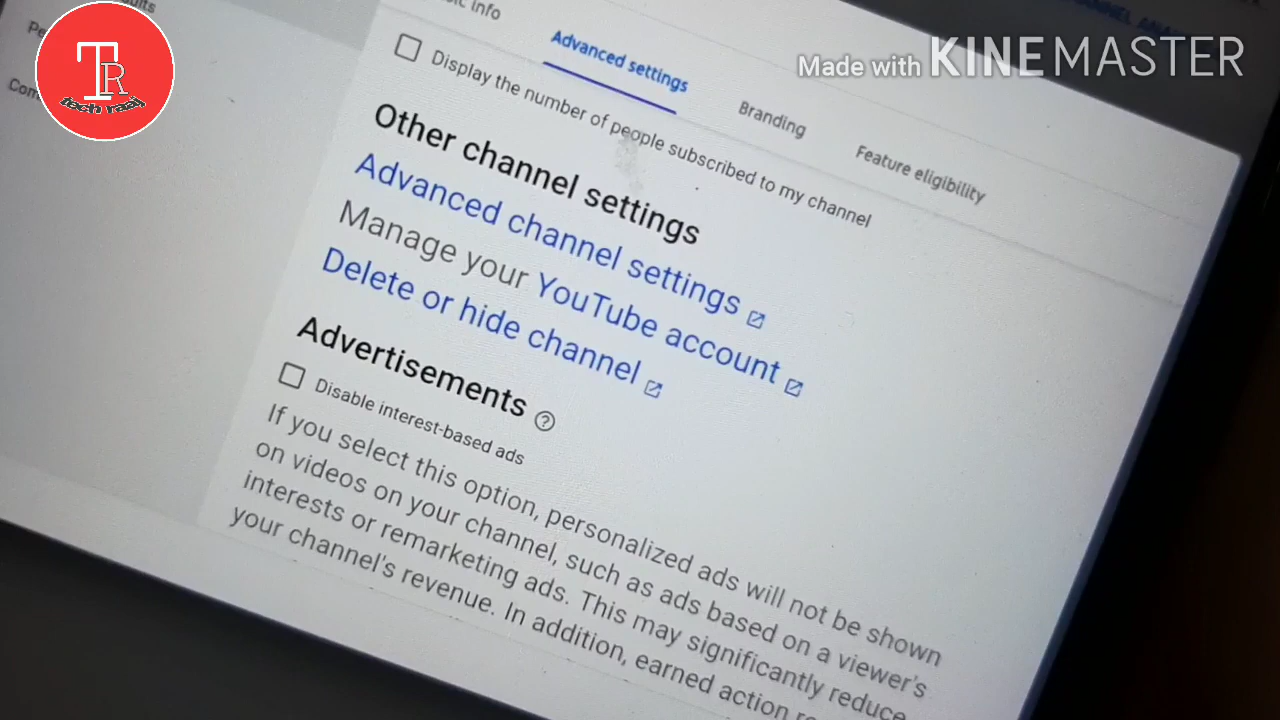 TR
tech raaj
Made with KINEMASTER
Advanced settings
Branding
Feature eligibility
Display the number of people subscribed to my channel
Other channel settings
Advanced channel settings
Manage your YouTube account
Delete or hide channel
Advertisements
Disable interest-based ads
If you select this option, personalized ads will not be shown
on videos on your channel, such as ads based on a viewer's
interests or remarketing ads. This may significantly reduce
your channel's revenue. In addition, earned action